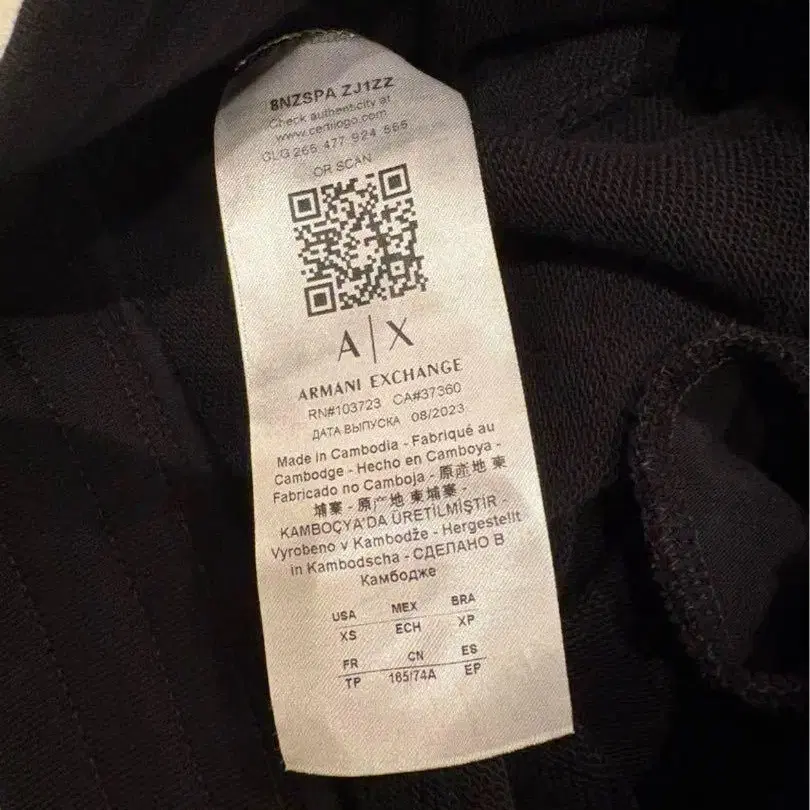 8NZSPA ZJ1ZZ
Check authenticity at
www.certilogo.com
CLG 265 477 924 565
OR SCAN
A|X
ARMANI EXCHANGE
RN#103723 CA#37360
ДАТА ВЫПУСКА 08/2023
Made in Cambodia - Fabriqué au
Cambodge - Hecho en Camboya -
Fabricado no Camboja - 原產地 柬
埔寨 - 原产地 柬埔寨 -
KAMBOÇYA'DA ÜRETİLMİŞTİR -
Vyrobeno v Kambodže - Hergestellt
in Kambodscha - СДЕЛАНО В
Камбодже
USA MEX BRA
XS ECH XP
FR CN ES
TP 165/74A EP